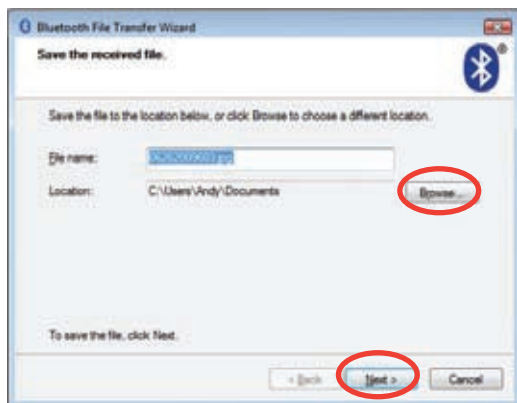 Bluetooth File Transfer Wizard
Save the received file.
Save the file to the location below, or click Browse to choose a different location.
File name:
Location: C:\Users\Andy\Documents Browse...
To save the file, click Next.
< Back Next > Cancel